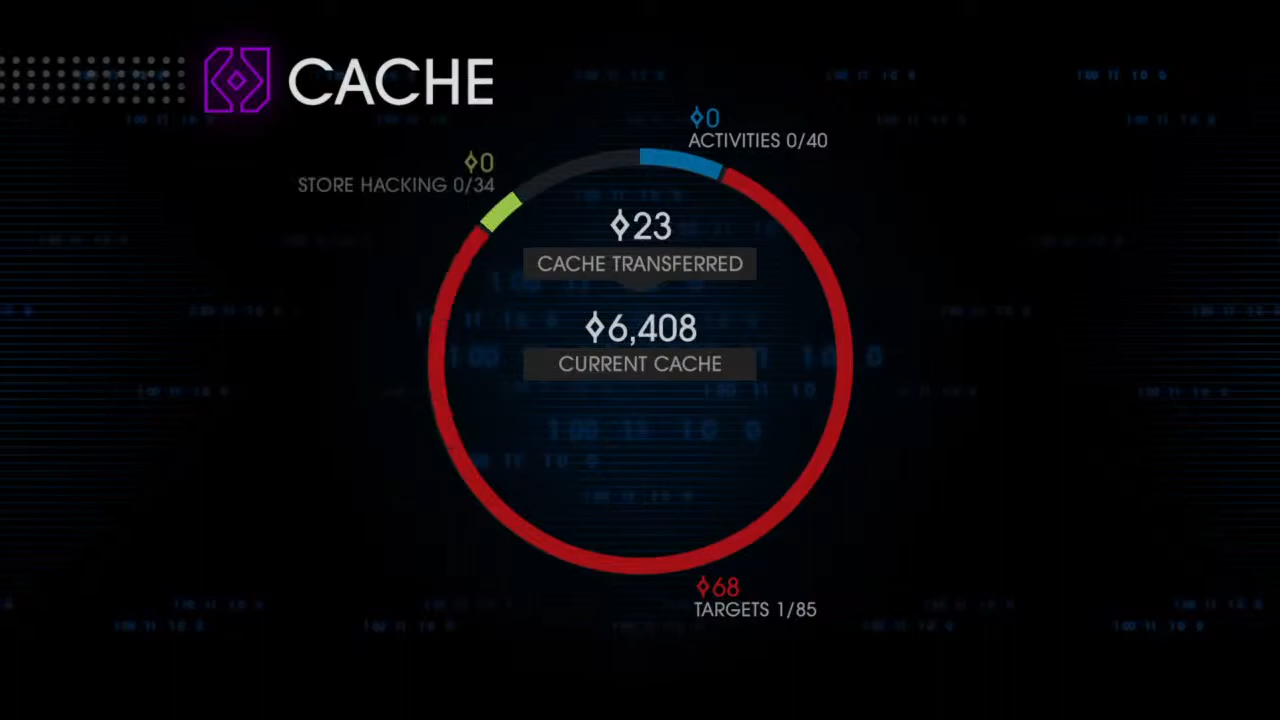 CACHE
0
ACTIVITIES 0/40
0
STORE HACKING 0/34
23
CACHE TRANSFERRED
6,408
CURRENT CACHE
68
TARGETS 1/85